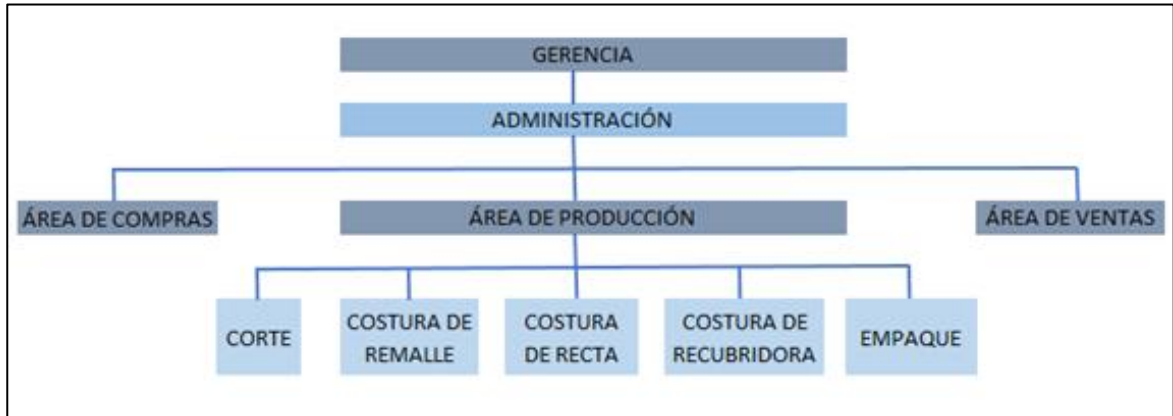 GERENCIA
ADMINISTRACIÓN
ÁREA DE COMPRAS
ÁREA DE PRODUCCIÓN
ÁREA DE VENTAS
CORTE
COSTURA DE
REMALLE
COSTURA
DE RECTA
COSTURA DE
RECUBRIDORA
EMPAQUE